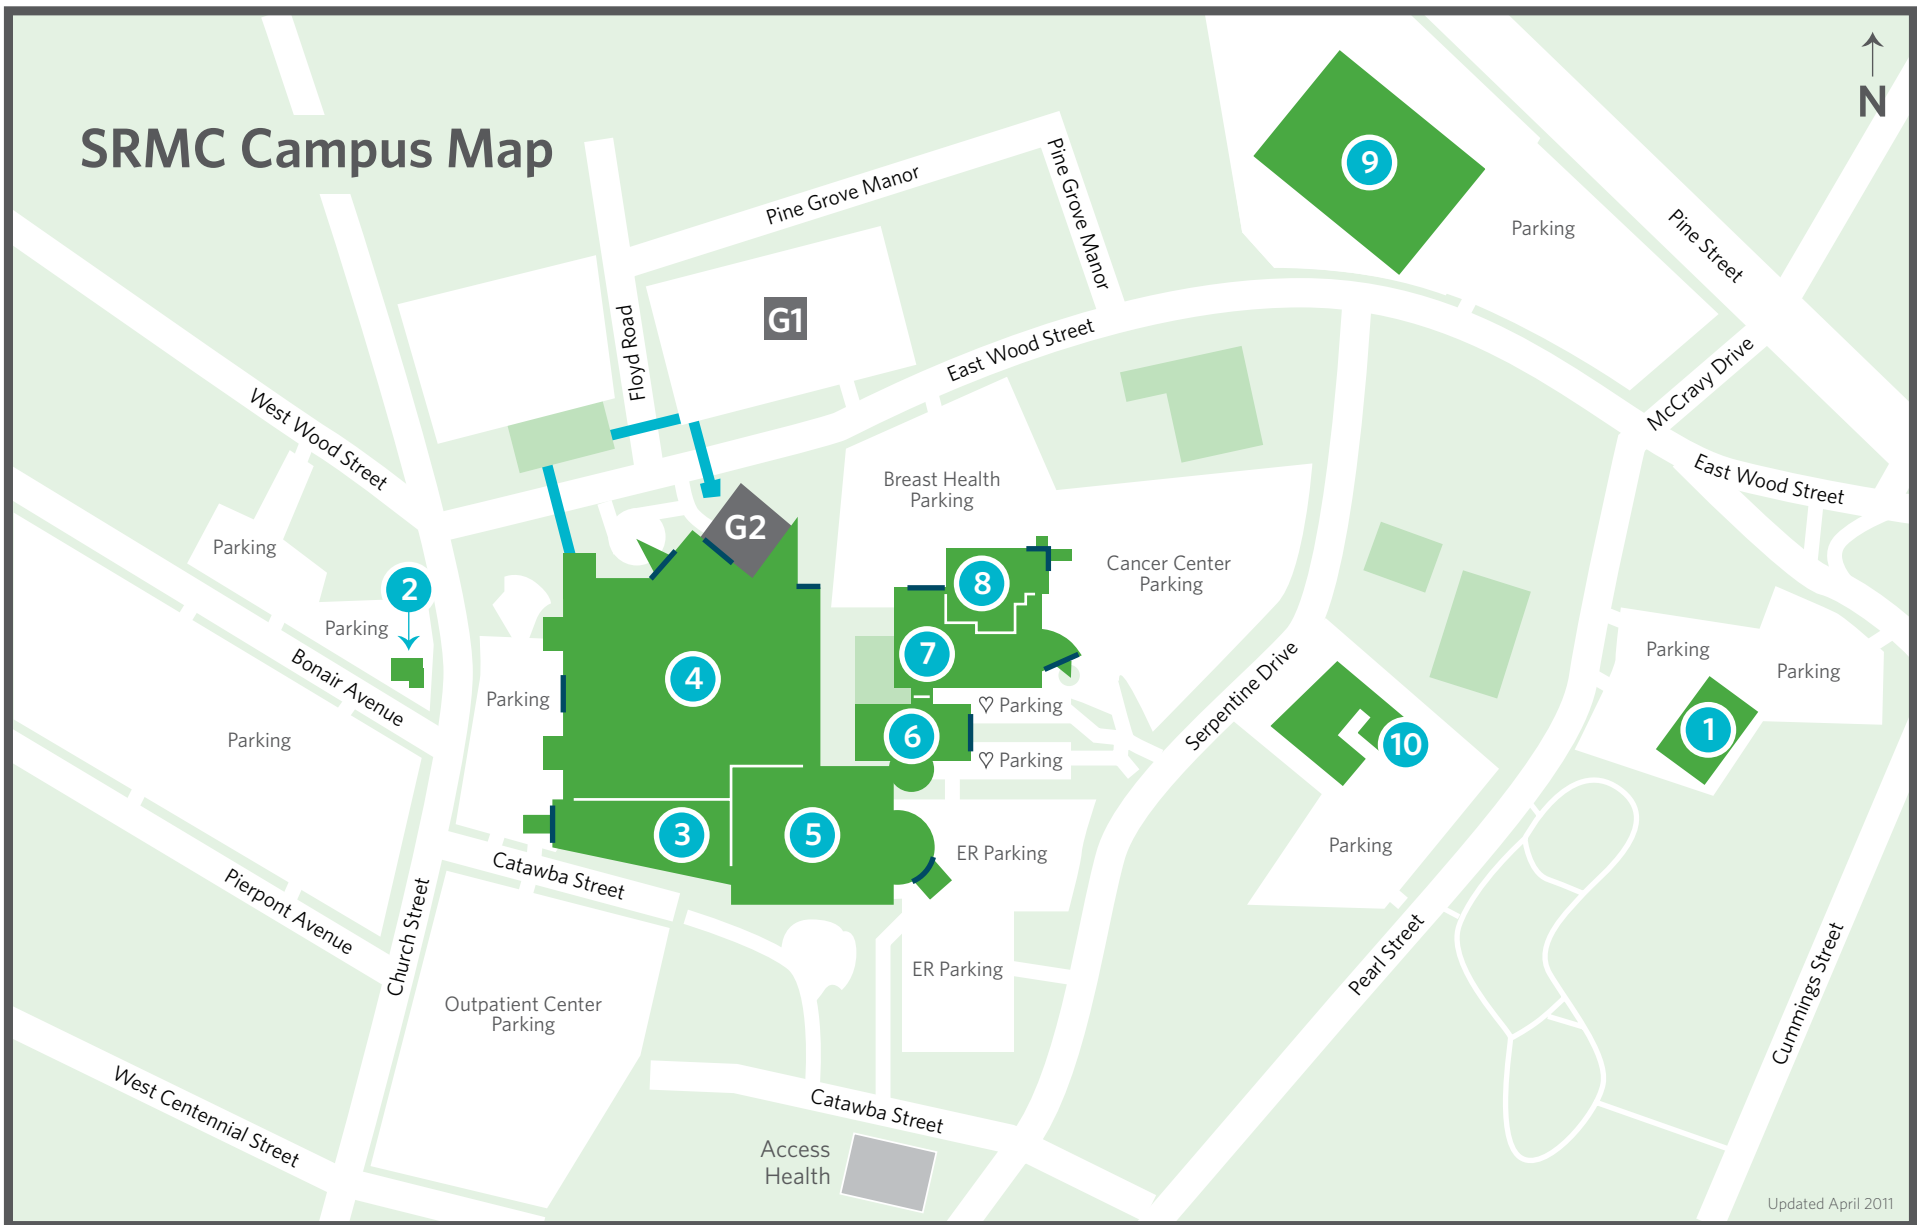 N
SRMC Campus Map
9
Pine Grove Manor
Pine Grove Manor
Parking
Pine Street
G1
Floyd Road
East Wood Street
McCravy Drive
West Wood Street
East Wood Street
Breast Health
Parking
G2
Parking
Cancer Center
Parking
2
8
Parking
7
Parking
Parking
Bonair Avenue
4
Parking
♡ Parking
Serpentine Drive
1
6
10
Parking
♡ Parking
3
5
ER Parking
Parking
Catawba Street
Pierpont Avenue
Church Street
ER Parking
Pearl Street
Cummings Street
Outpatient Center
Parking
West Centennial Street
Catawba Street
Access
Health
Updated April 2011